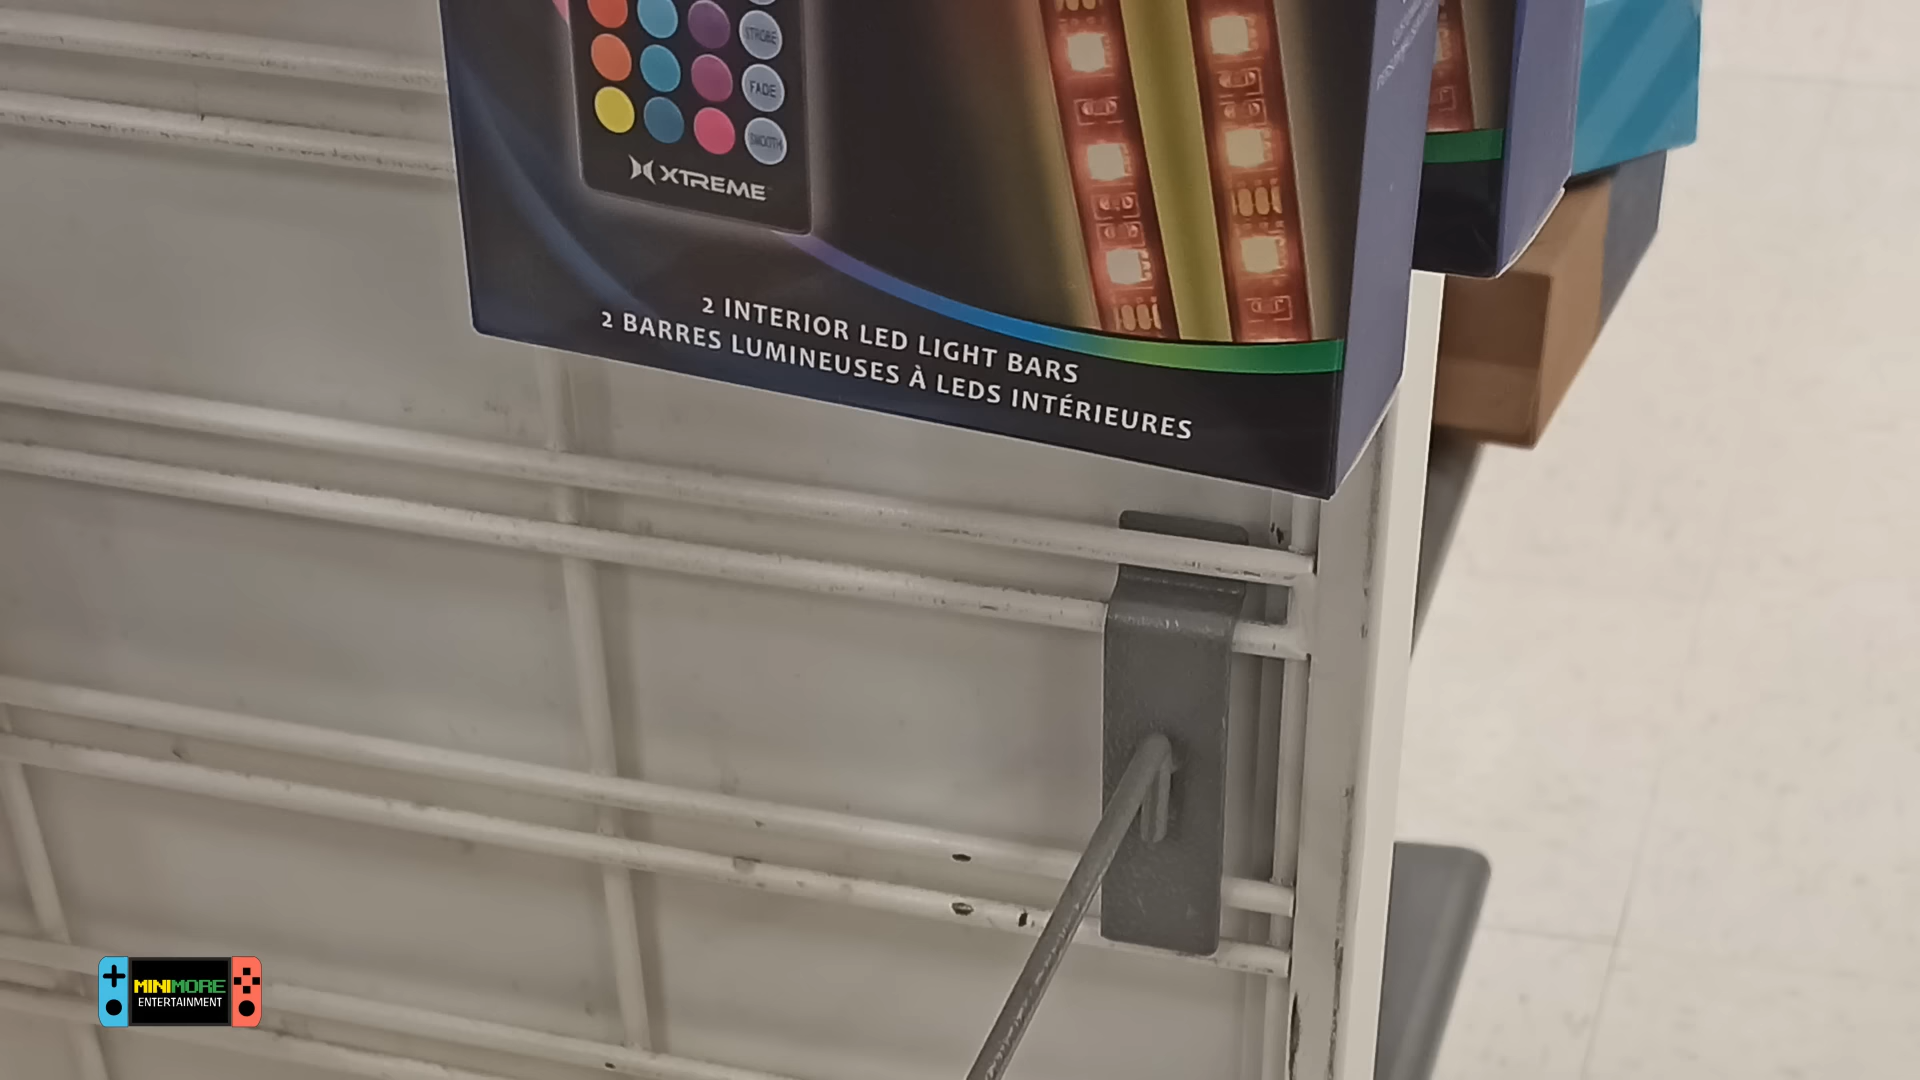 STROBE
FADE
SMOOTH
XTREME
2 INTERIOR LED LIGHT BARS
2 BARRES LUMINEUSES À LEDS INTÉRIEURES
MINIMORE
ENTERTAINMENT